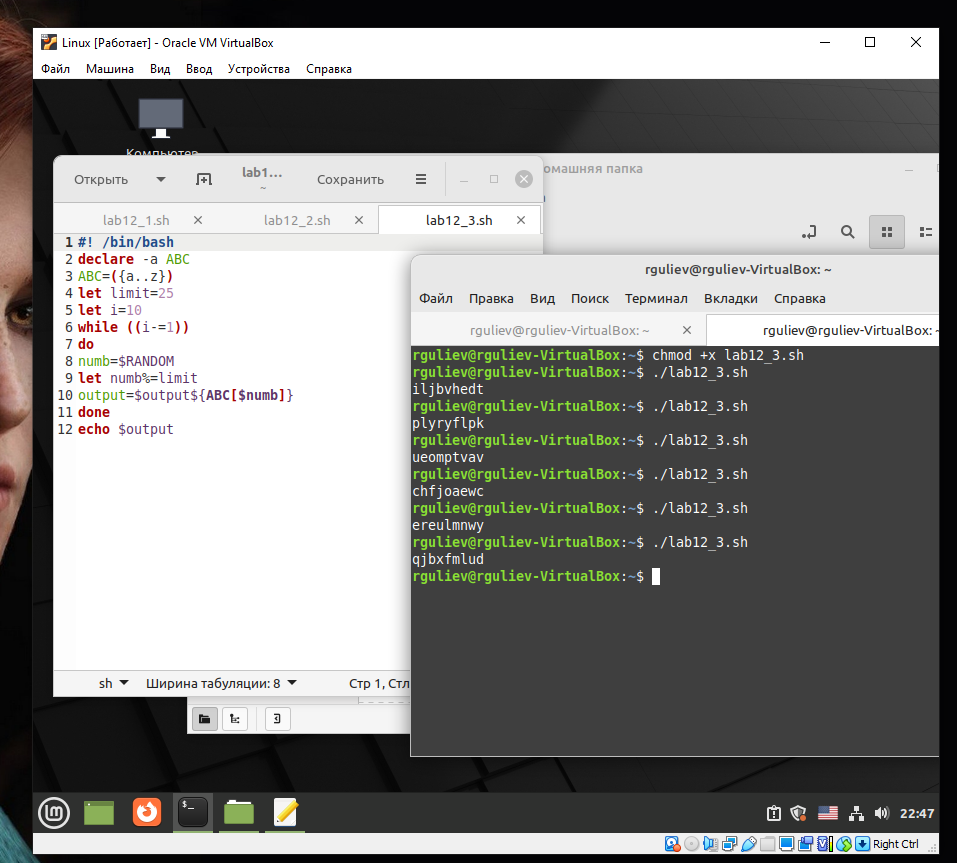 Linux [Работает] - Oracle VM VirtualBox
Файл Машина Вид Ввод Устройства Справка
Компьютер
Открыть lab1... Сохранить
~
lab12_1.sh lab12_2.sh lab12_3.sh
1 #! /bin/bash
2 declare -a ABC
3 ABC=({a..z})
4 let limit=25
5 let i=10
6 while ((i-=1))
7 do
8 numb=$RANDOM
9 let numb%=limit
10 output=$output${ABC[$numb]}
11 done
12 echo $output
sh Ширина табуляции: 8 Стр 1, Стл
омашняя папка
rguliev@rguliev-VirtualBox: ~
Файл Правка Вид Поиск Терминал Вкладки Справка
rguliev@rguliev-VirtualBox: ~ rguliev@rguliev-VirtualBox: ~
rguliev@rguliev-VirtualBox:~$ chmod +x lab12_3.sh
rguliev@rguliev-VirtualBox:~$ ./lab12_3.sh
iljbvhedt
rguliev@rguliev-VirtualBox:~$ ./lab12_3.sh
plyryflpk
rguliev@rguliev-VirtualBox:~$ ./lab12_3.sh
ueomptvav
rguliev@rguliev-VirtualBox:~$ ./lab12_3.sh
chfjoaewc
rguliev@rguliev-VirtualBox:~$ ./lab12_3.sh
ereulmnwy
rguliev@rguliev-VirtualBox:~$ ./lab12_3.sh
qjbxfmlud
rguliev@rguliev-VirtualBox:~$
22:47
Right Ctrl